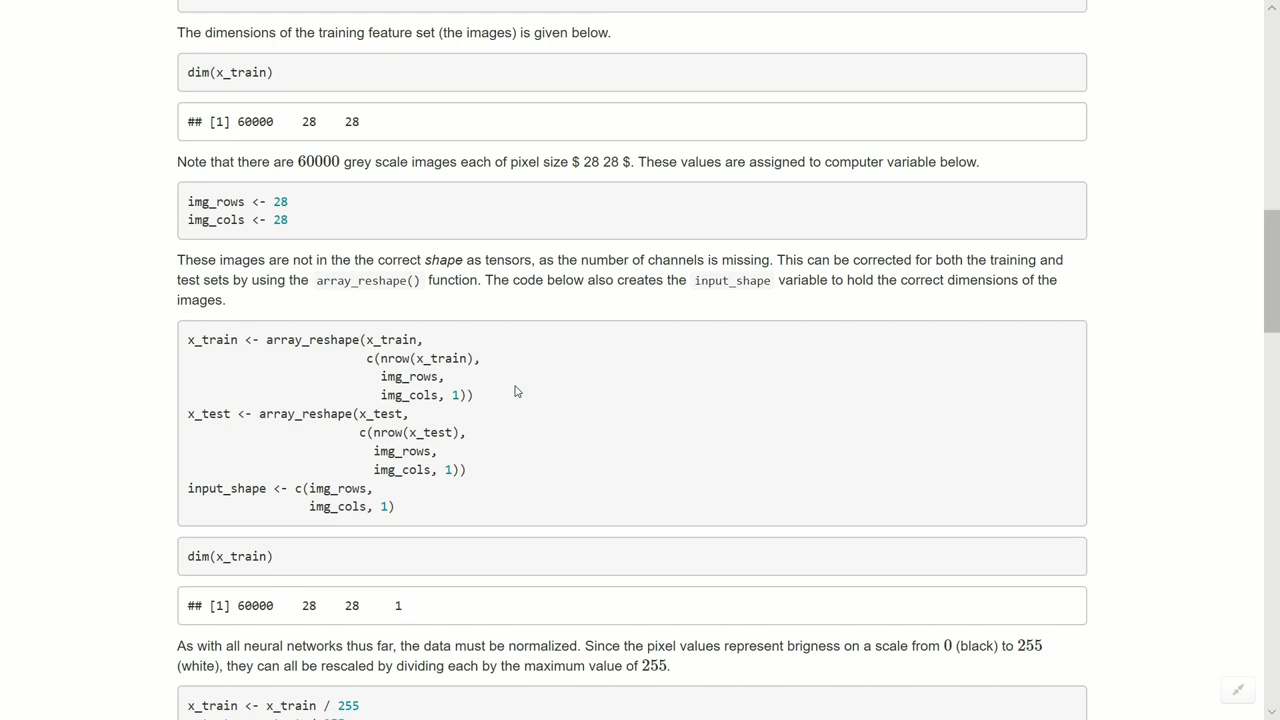 The dimensions of the training feature set (the images) is given below.
dim(x_train)
## [1] 60000    28    28
Note that there are 60000 grey scale images each of pixel size $ 28 28 $. These values are assigned to computer variable below.
img_rows <- 28
img_cols <- 28
These images are not in the the correct shape as tensors, as the number of channels is missing. This can be corrected for both the training and
test sets by using the array_reshape() function. The code below also creates the input_shape variable to hold the correct dimensions of the
images.
x_train <- array_reshape(x_train,
                         c(nrow(x_train),
                           img_rows,
                           img_cols, 1))
x_test <- array_reshape(x_test,
                        c(nrow(x_test),
                          img_rows,
                          img_cols, 1))
input_shape <- c(img_rows,
                 img_cols, 1)
dim(x_train)
## [1] 60000    28    28     1
As with all neural networks thus far, the data must be normalized. Since the pixel values represent brigness on a scale from 0 (black) to 255
(white), they can all be rescaled by dividing each by the maximum value of 255.
x_train <- x_train / 255